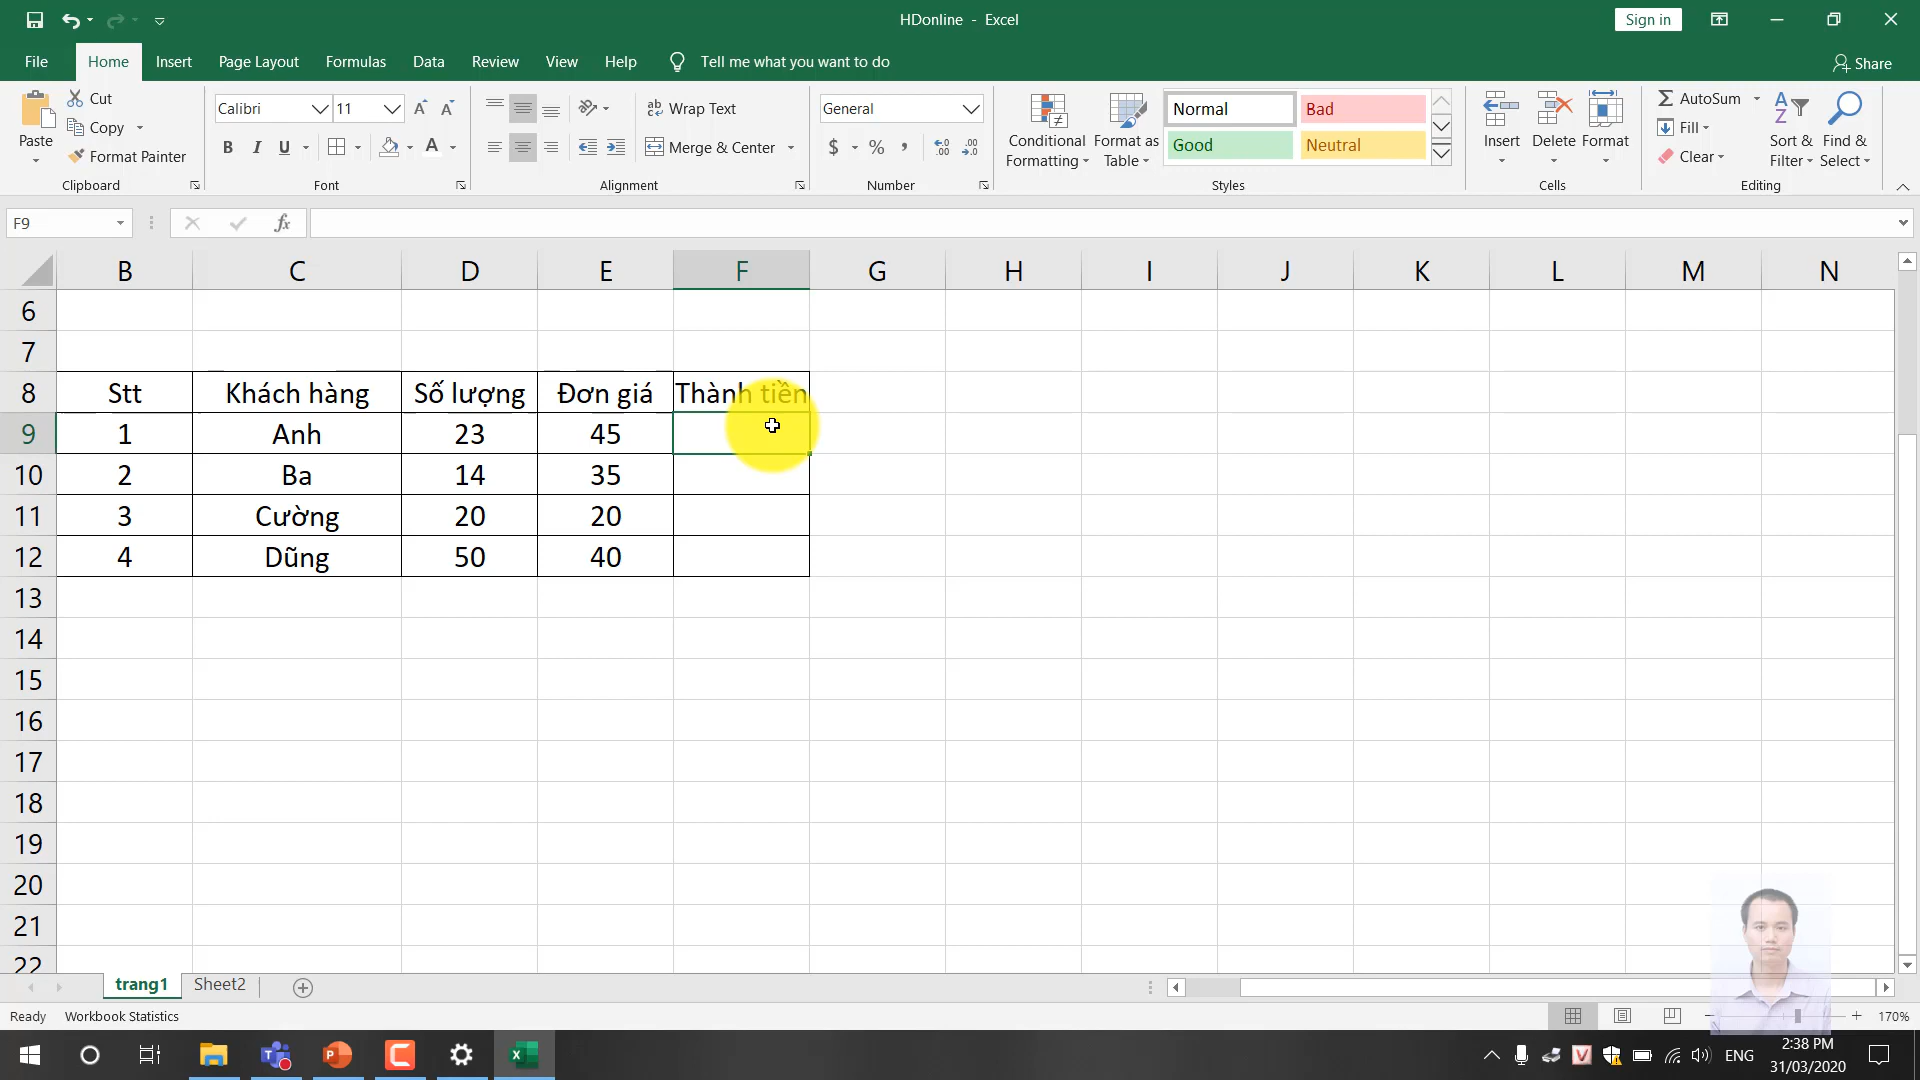 HDonline - Excel
Sign in
File Home Insert Page Layout Formulas Data Review View Help Tell me what you want to do Share
Paste
Cut
Copy
Format Painter
Clipboard
Calibri 11
B I U A
Font
Wrap Text
Merge & Center
Alignment
General
$ % ,
Number
Conditional Formatting
Format as Table
Normal Bad
Good Neutral
Styles
Insert Delete Format
Cells
AutoSum
Fill
Clear
Sort & Filter
Find & Select
Editing
F9 fx
B C D E F G H I J K L M N
6
7
8 Stt Khách hàng Số lượng Đơn giá Thành tiền
9 1 Anh 23 45
10 2 Ba 14 35
11 3 Cường 20 20
12 4 Dũng 50 40
13
14
15
16
17
18
19
20
21
22
trang1 Sheet2
Ready Workbook Statistics 170%
ENG
2:38 PM
31/03/2020